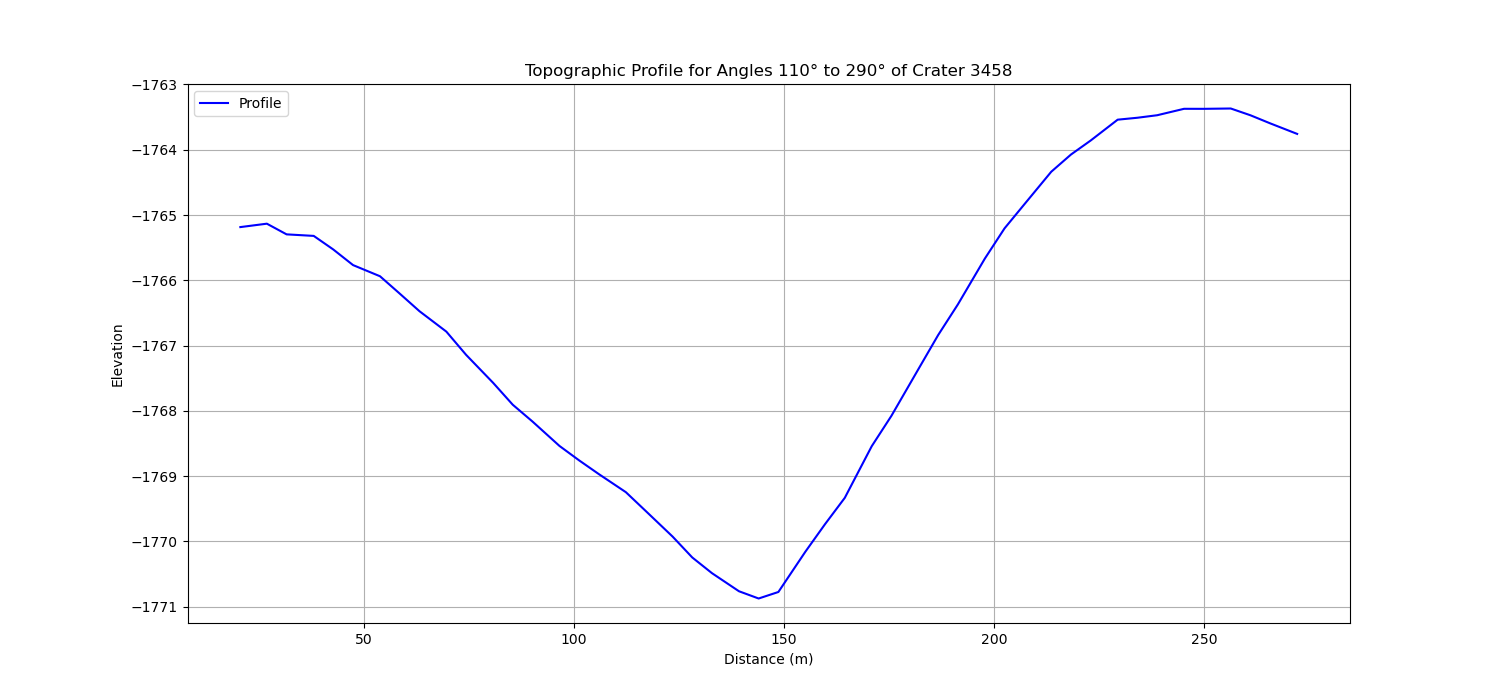 Topographic Profile for Angles 110° to 290° of Crater 3458
Profile
−1763
−1764
−1765
−1766
−1767
−1768
−1769
−1770
−1771
Elevation
50 100 150 200 250
Distance (m)